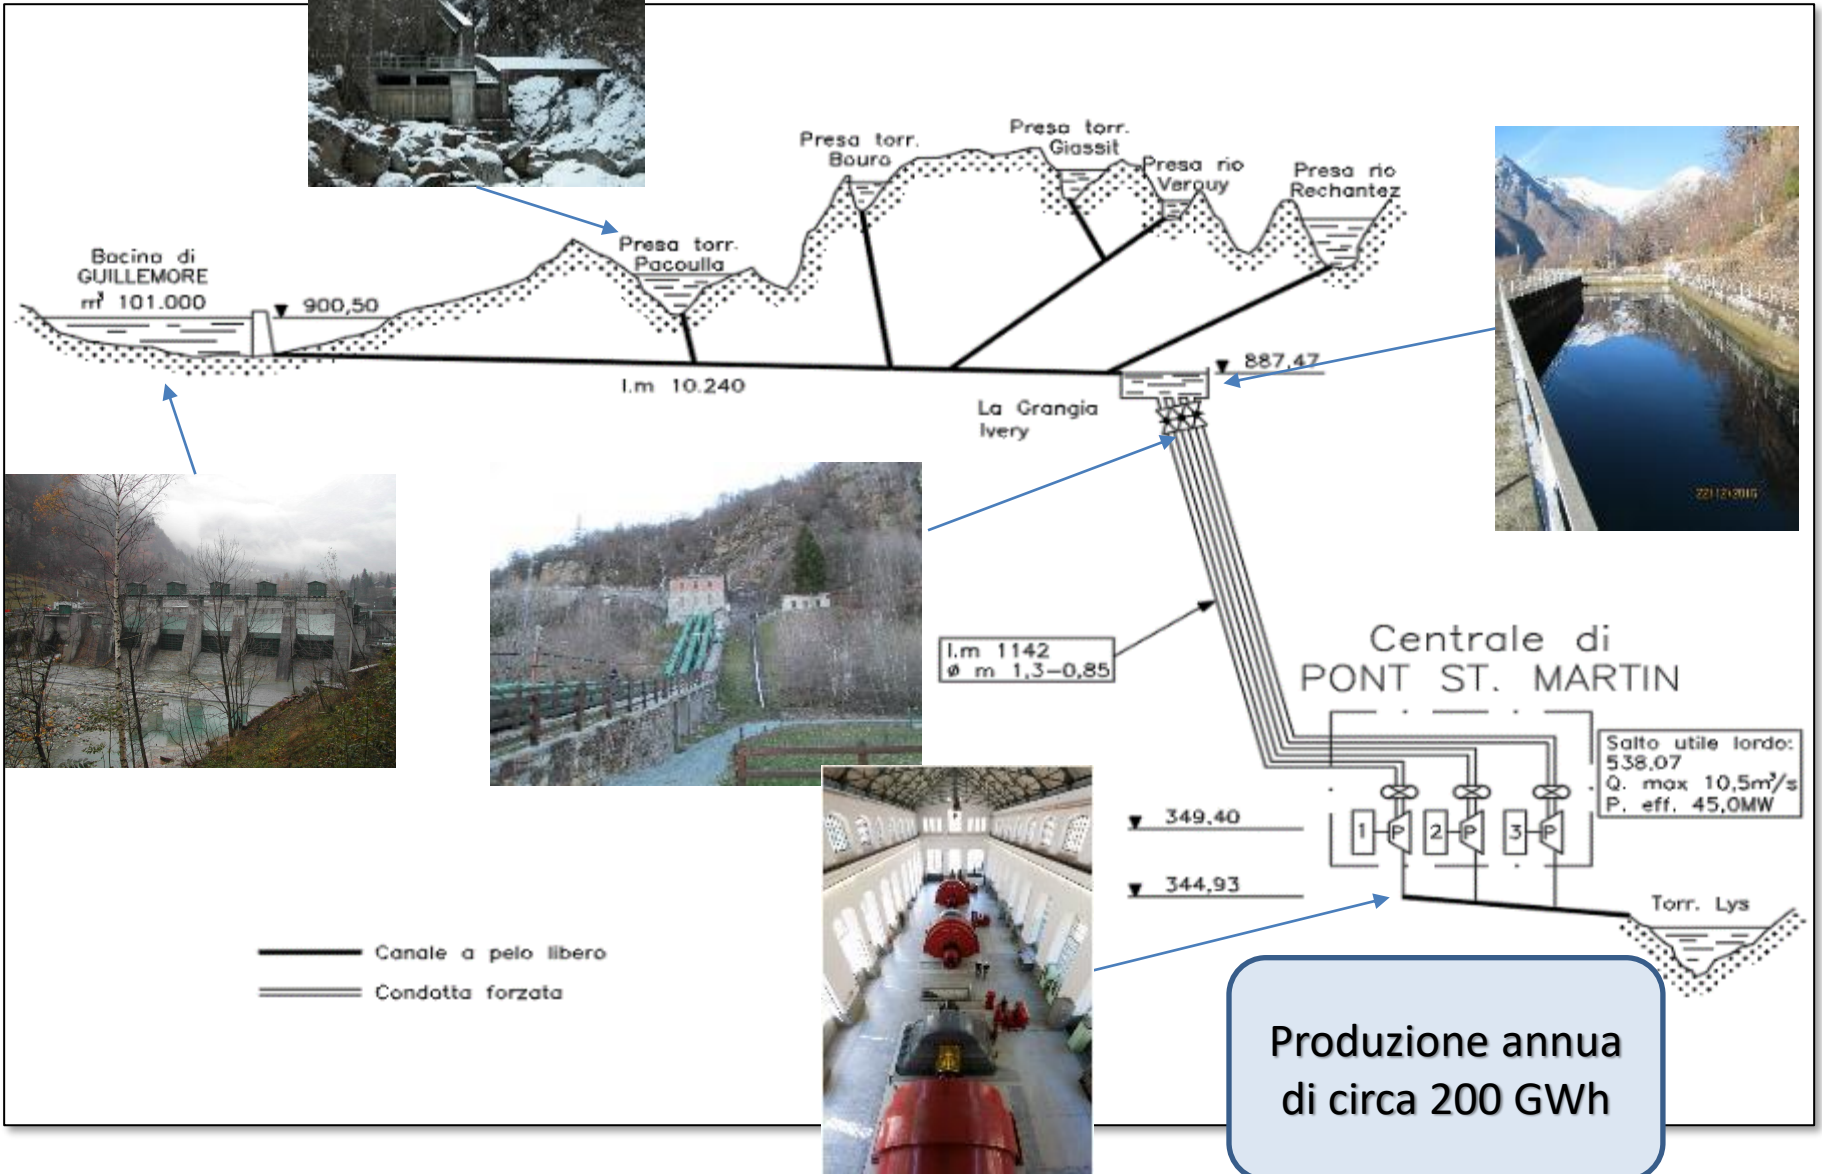 Presa torr.
Bouro
Presa torr.
Giassit
Presa rio
Verouy
Presa rio
Rechantez
Presa torr.
Pacoulla
Bacino di
GUILLEMORE
m³ 101.000
900,50
887,47
l.m 10.240
La Grangia
Ivery
22/12/2016
l.m 1142
ø m 1,3-0,85
Centrale di
PONT ST. MARTIN
Salto utile lordo:
538,07
Q. max 10,5m³/s
P. eff. 45,0MW
349,40
1 P 2 P 3 P
344,93
Torr. Lys
Canale a pelo libero
Condotta forzata
Produzione annua
di circa 200 GWh